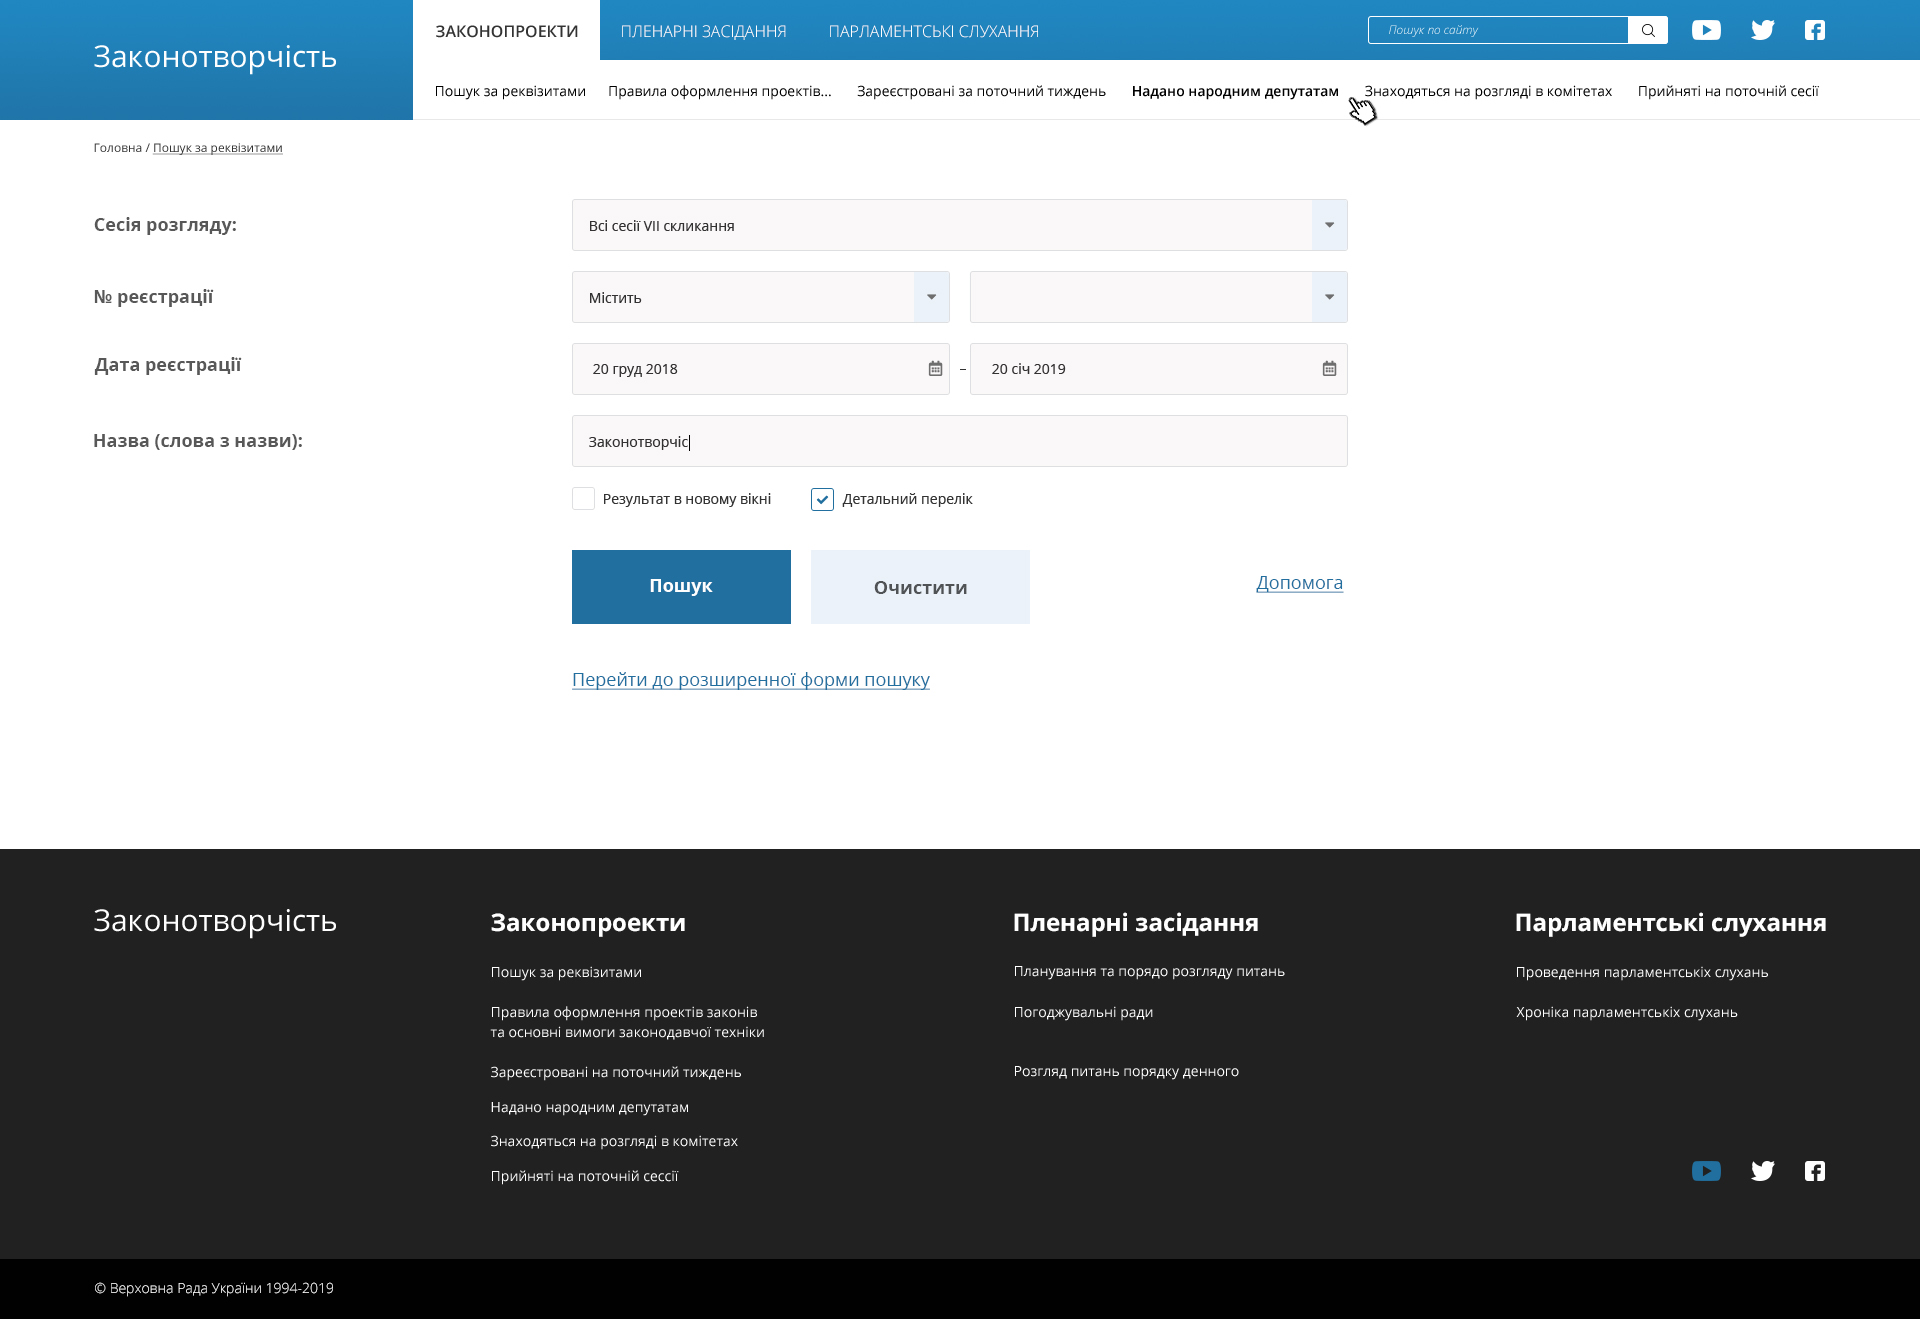 Законотворчість
ЗАКОНОПРОЕКТИ
ПЛЕНАРНІ ЗАСІДАННЯ
ПАРЛАМЕНТСЬКІ СЛУХАННЯ
Пошук по сайту
Пошук за реквізитами
Правила оформлення проектів...
Зареєстровані за поточний тиждень
Надано народним депутатам
Знаходяться на розгляді в комітетах
Прийняті на поточній сесії
Головна / Пошук за реквізитами
Сесія розгляду:
Всі сесії VII скликання
№ реєстрації
Містить
Дата реєстрації
20 груд 2018
–
20 січ 2019
Назва (слова з назви):
Законотворчіс
Результат в новому вікні
Детальний перелік
Пошук
Очистити
Допомога
Перейти до розширенної форми пошуку
Законотворчість
Законопроекти
Пошук за реквізитами
Правила оформлення проектів законів
та основні вимоги законодавчої техніки
Зареєстровані на поточний тиждень
Надано народним депутатам
Знаходяться на розгляді в комітетах
Прийняті на поточній сессії
Пленарні засідання
Планування та порядо розгляду питань
Погоджувальні ради
Розгляд питань порядку денного
Парламентські слухання
Проведення парламентськіх слухань
Хроніка парламентськіх слухань
© Верховна Рада України 1994-2019